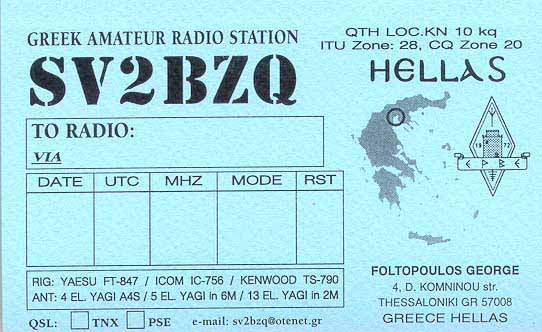 GREEK AMATEUR RADIO STATION
SV2BZQ
QTH LOC.KN 10 kq
ITU Zone: 28, CQ Zone 20
HELLAS
TO RADIO:
VIA
DATE UTC MHZ MODE RST
19 72
Ε Ρ Β Ε
RIG: YAESU FT-847 / ICOM IC-756 / KENWOOD TS-790
ANT: 4 EL. YAGI A4S / 5 EL. YAGI in 6M / 13 EL. YAGI in 2M
QSL: TNX PSE e-mail: sv2bzq@otenet.gr
FOLTOPOULOS GEORGE
4, D. KOMNINOU str.
THESSALONIKI GR 57008
GREECE HELLAS